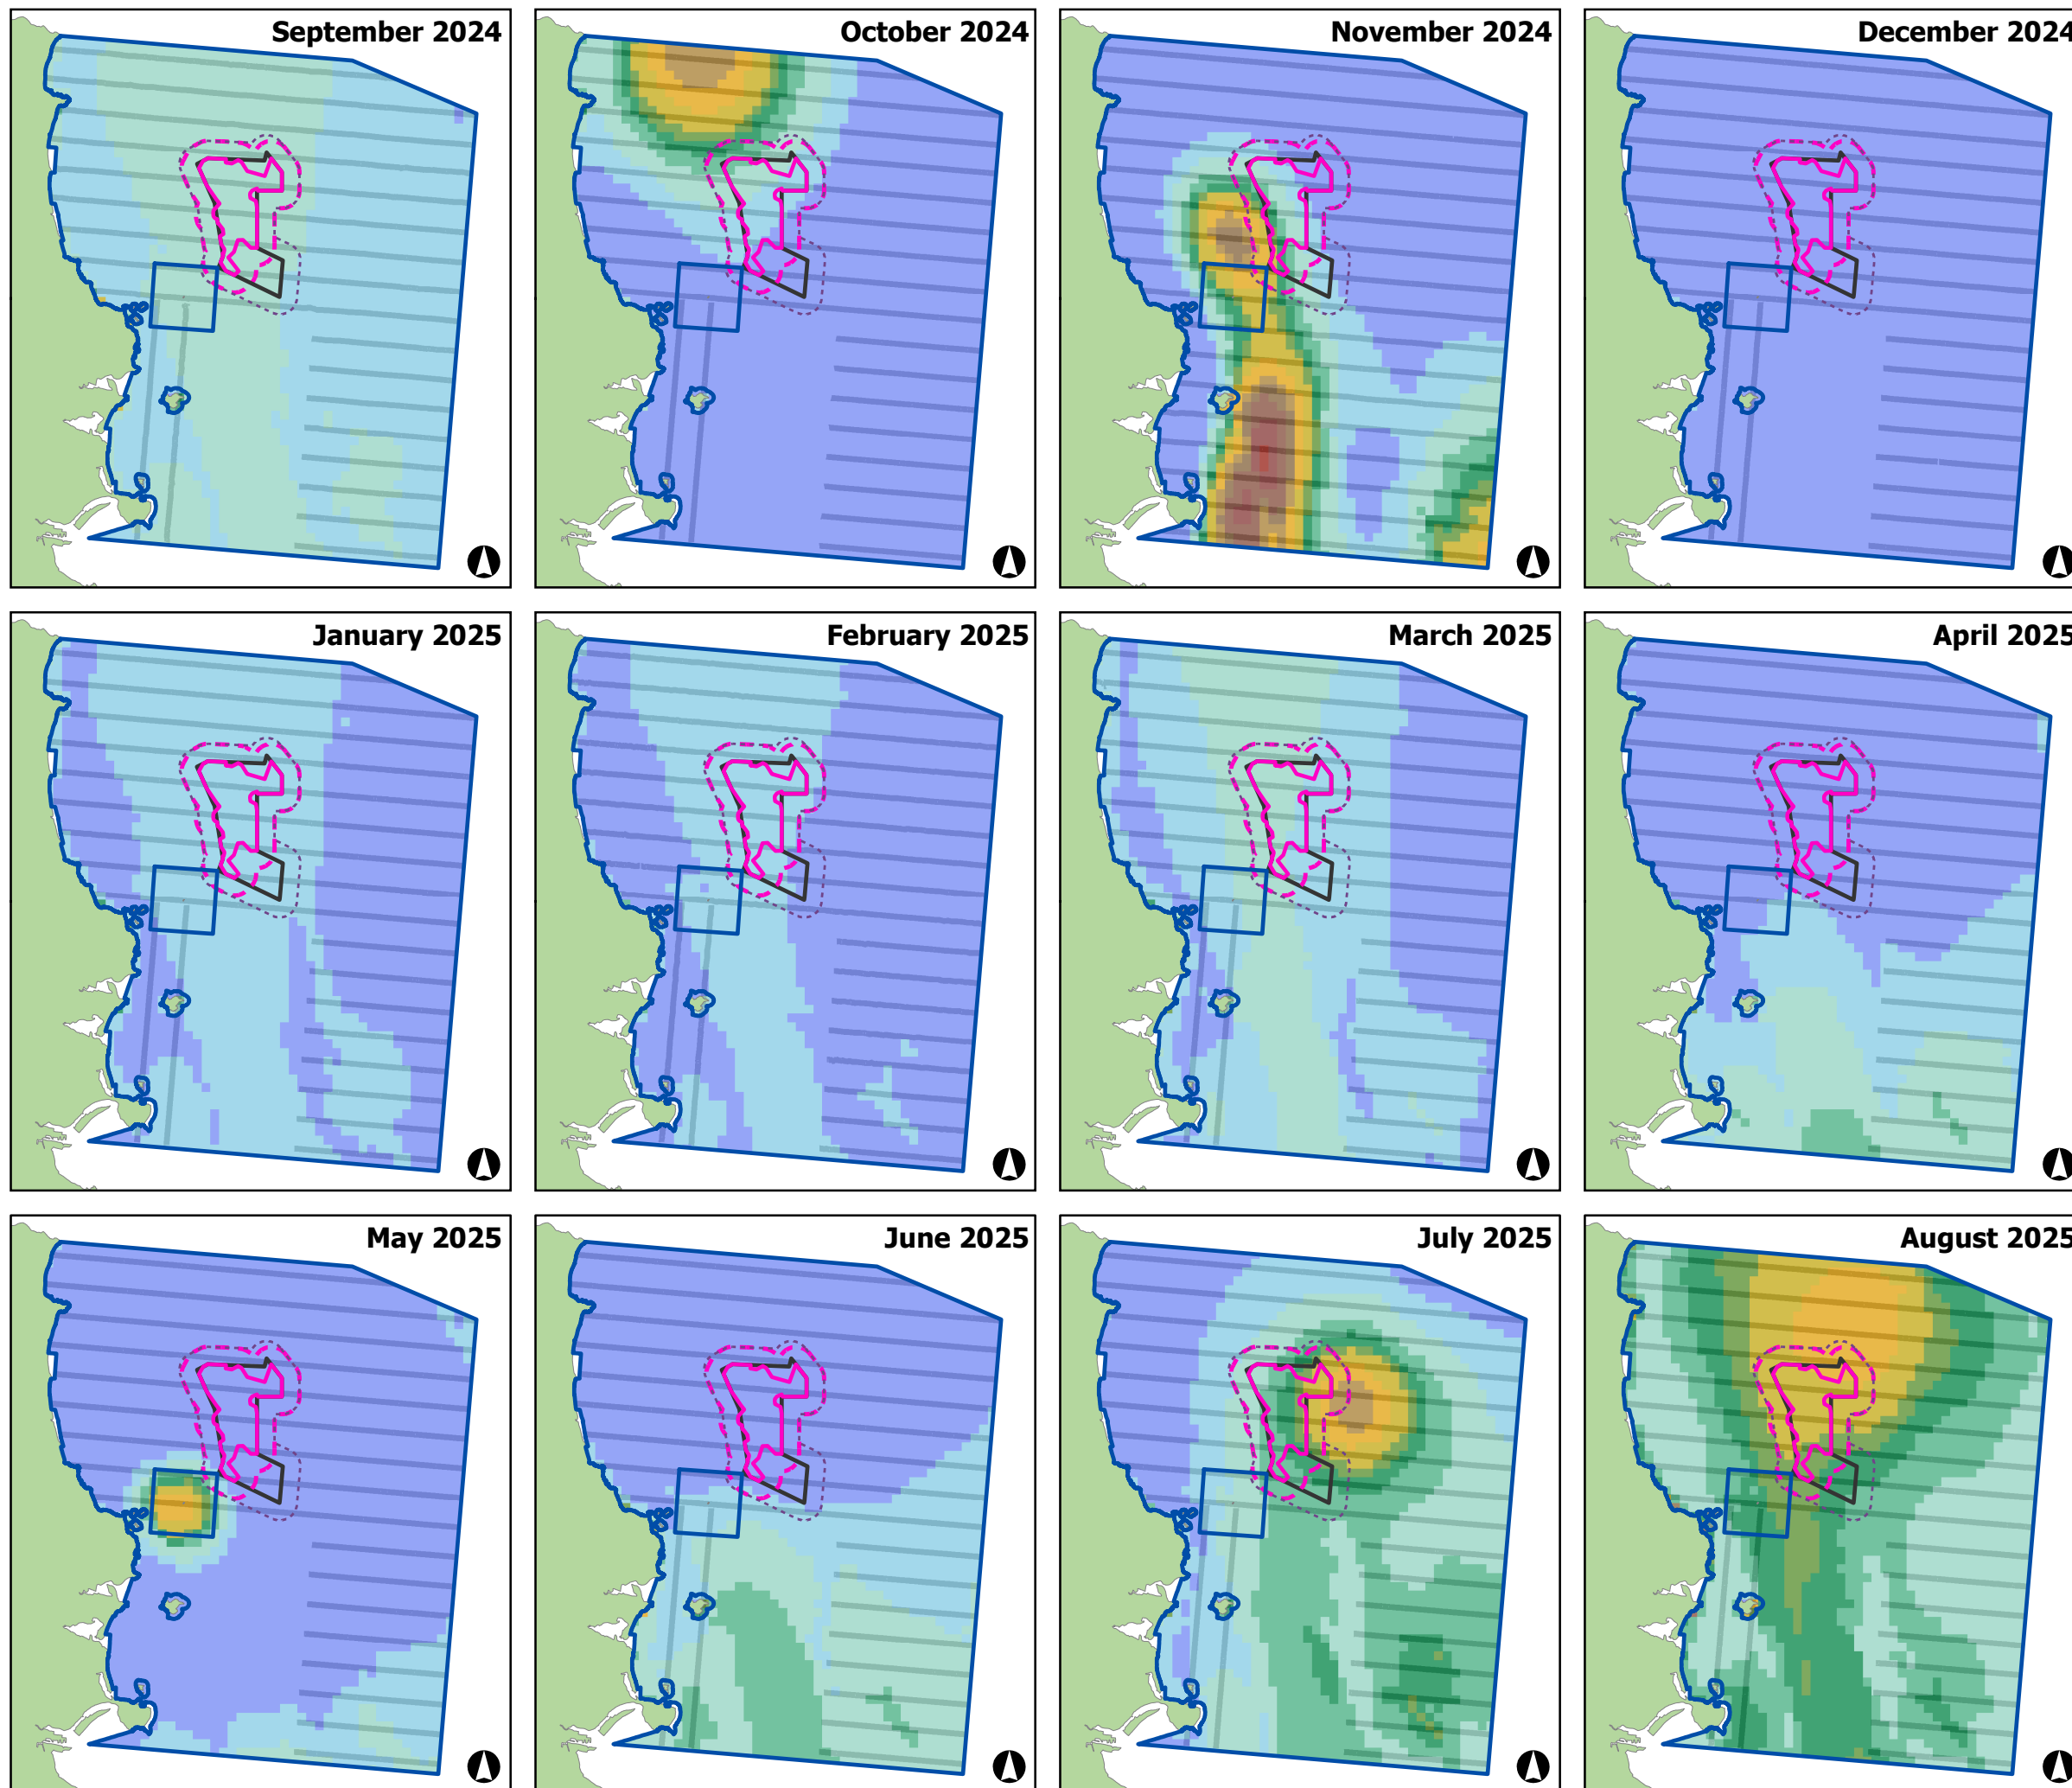 September 2024
October 2024
November 2024
December 2024
January 2025
February 2025
March 2025
April 2025
May 2025
June 2025
July 2025
August 2025